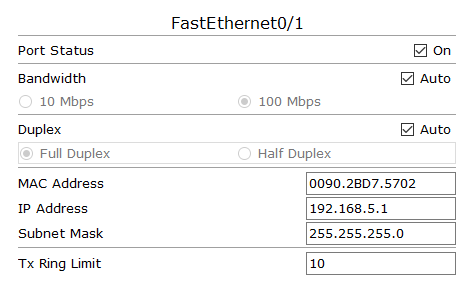 FastEthernet0/1
Port Status On
Bandwidth Auto
10 Mbps 100 Mbps
Duplex Auto
Full Duplex Half Duplex
MAC Address 0090.2BD7.5702
IP Address 192.168.5.1
Subnet Mask 255.255.255.0
Tx Ring Limit 10